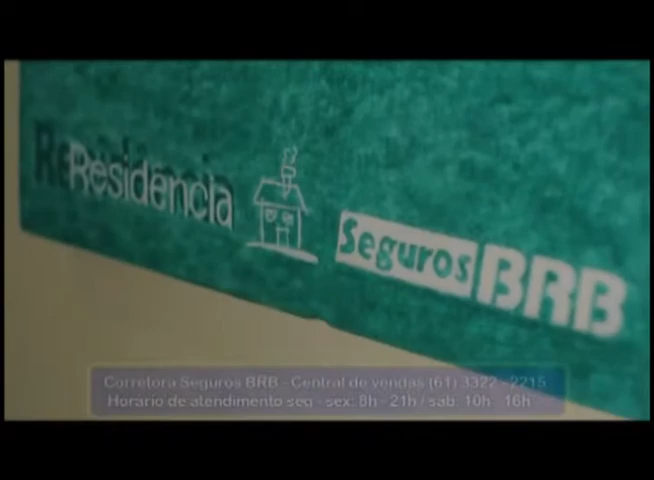 Residência
Seguros BRB
Corretora Seguros BRB - Central de vendas (61) 3322 - 2215
Horário de atendimento seg - sex: 8h - 21h / sab: 10h - 16h